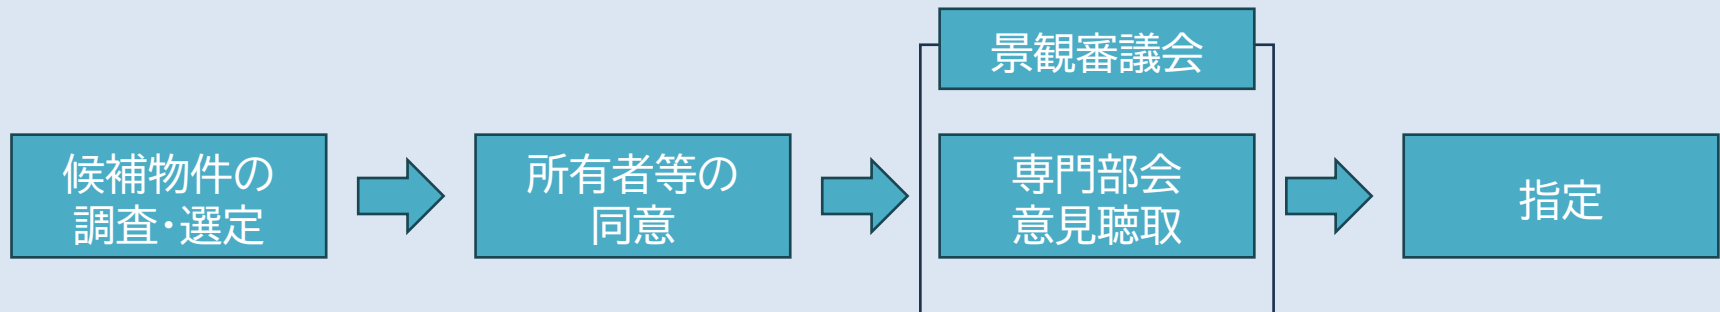 景観審議会
候補物件の
調査・選定
所有者等の
同意
専門部会
意見聴取
指定